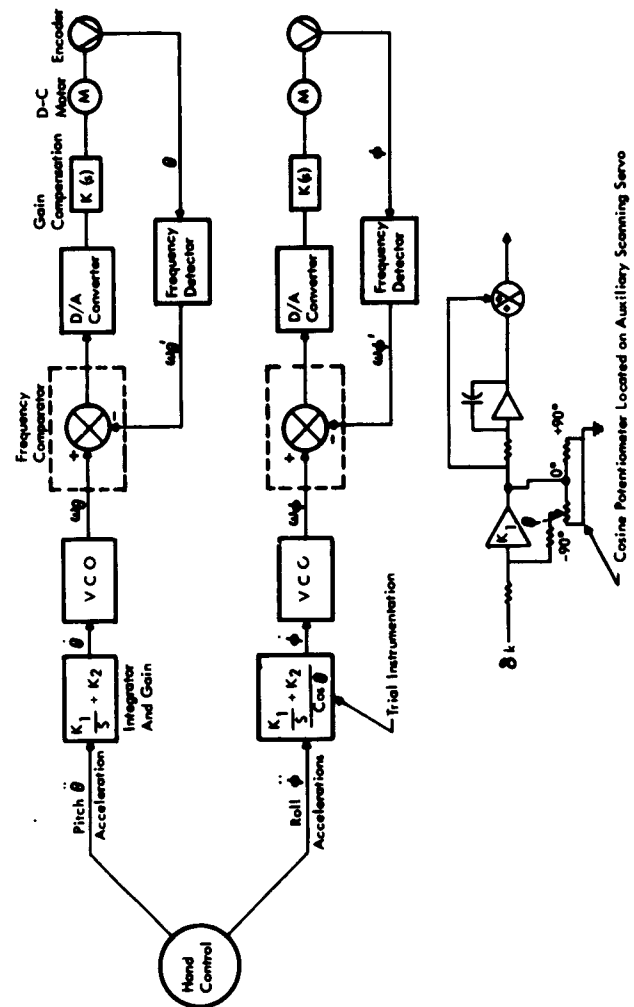 Hand
Control
Pitch θ̈
Acceleration
K1
S
+ K2
Integrator
And Gain
θ̇
VCO
ωθ
Frequency Comparator
+
-
D/A
Converter
Gain
Compensation
K (s)
D-C
Motor
M
Encoder
θ
Frequency
Detector
ωθ'
Roll φ̈
Accelerations
K1
S
+ K2
Cos θ
Trial Instrumentation
φ̇
VCO
ωφ
+
-
D/A
Converter
K(s)
M
φ
Frequency
Detector
ωφ'
δk
K1
θ
-90°
0°
+90°
+
+
Cosine Potentiometer Located on Auxiliary Scanning Servo